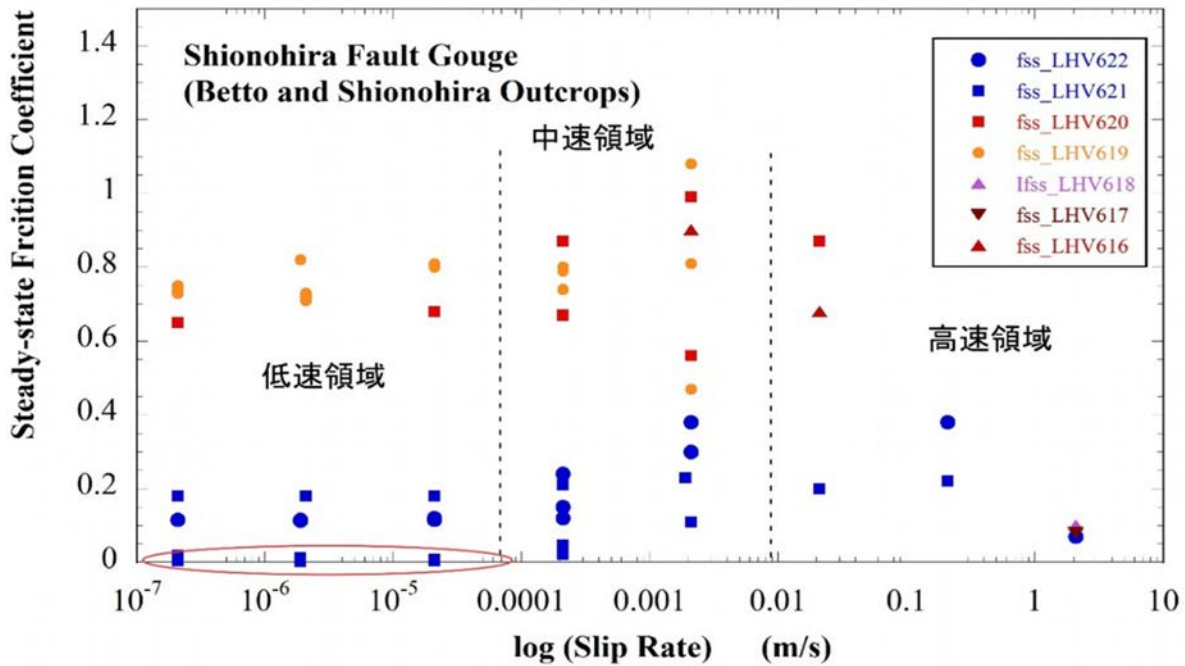 Shionohira Fault Gouge
(Betto and Shionohira Outcrops)
中速領域
低速領域
高速領域
fss_LHV622
fss_LHV621
fss_LHV620
fss_LHV619
Ifss_LHV618
fss_LHV617
fss_LHV616
Steady-state Frcition Coefficient
1.4
1.2
1
0.8
0.6
0.4
0.2
0
10-7
10-6
10-5
0.0001
0.001
0.01
0.1
1
10
log (Slip Rate) (m/s)